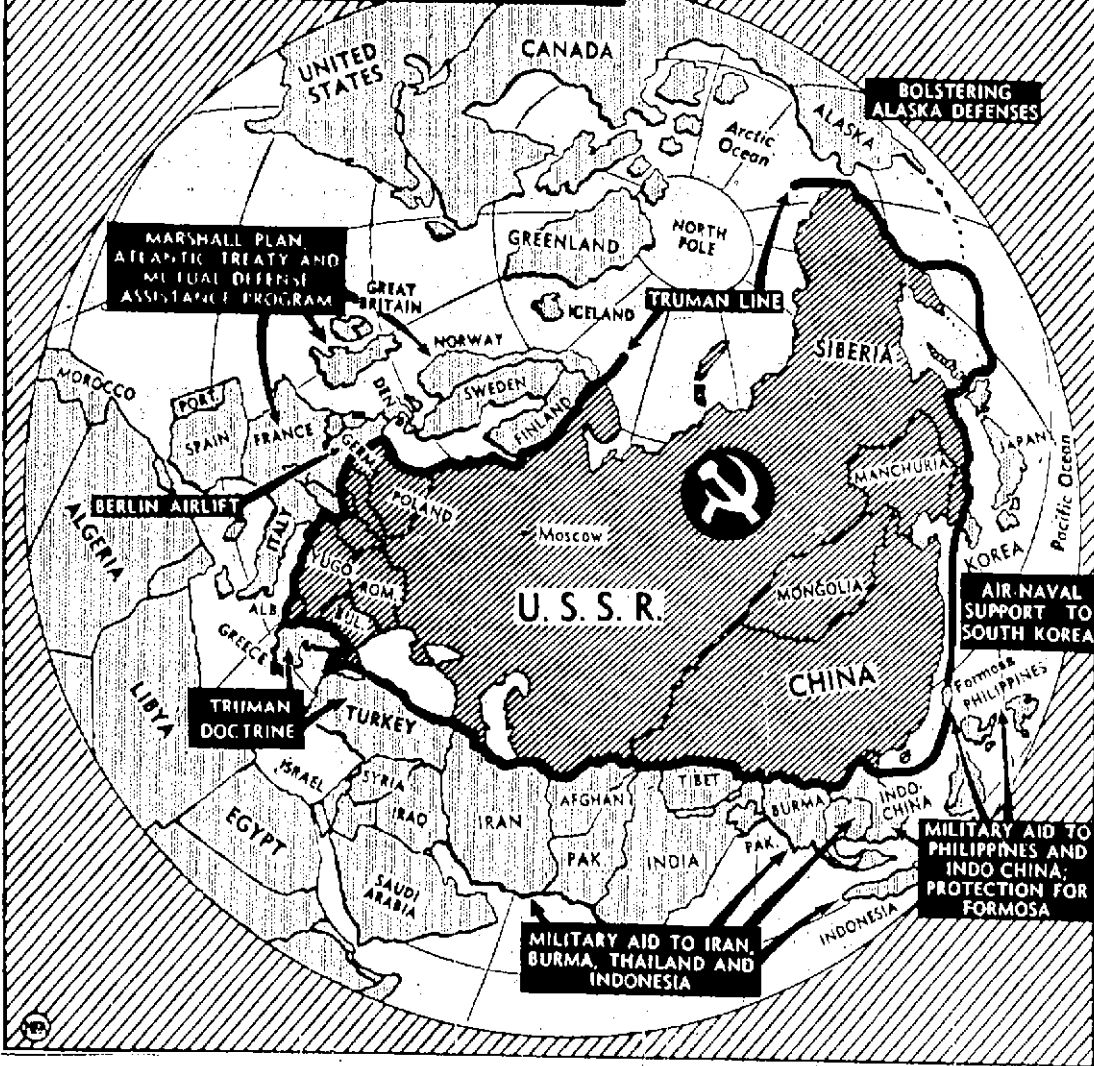 UNITED
STATES
CANADA
BOLSTERING
ALASKA DEFENSES
ALASKA
Arctic
Ocean
NORTH
POLE
GREENLAND
MARSHALL PLAN,
ATLANTIC TREATY AND
MUTUAL DEFENSE
ASSISTANCE PROGRAM
GREAT
BRITAIN
ICELAND
TRUMAN LINE
NORWAY
SIBERIA
MOROCCO
PORT.
SPAIN
FRANCE
DEN.
SWEDEN
FINLAND
GERM.
JAPAN
Pacific Ocean
MANCHURIA
BERLIN AIRLIFT
POLAND
Moscow
ALGERIA
ITALY
KOREA
YUGO.
ROM.
MONGOLIA
U. S. S. R.
AIR-NAVAL
SUPPORT TO
SOUTH KOREA
ALB.
BUL.
GREECE
CHINA
Formosa
PHILIPPINES
LIBYA
TRUMAN
DOCTRINE
TURKEY
ISRAEL
SYRIA
IRAQ
IRAN
AFGHAN
TIBET
BURMA
INDO-
CHINA
EGYPT
PAK.
INDIA
PAK.
MILITARY AID TO
PHILIPPINES AND
INDO CHINA;
PROTECTION FOR
FORMOSA
SAUDI
ARABIA
INDONESIA
MILITARY AID TO IRAN,
BURMA, THAILAND AND
INDONESIA